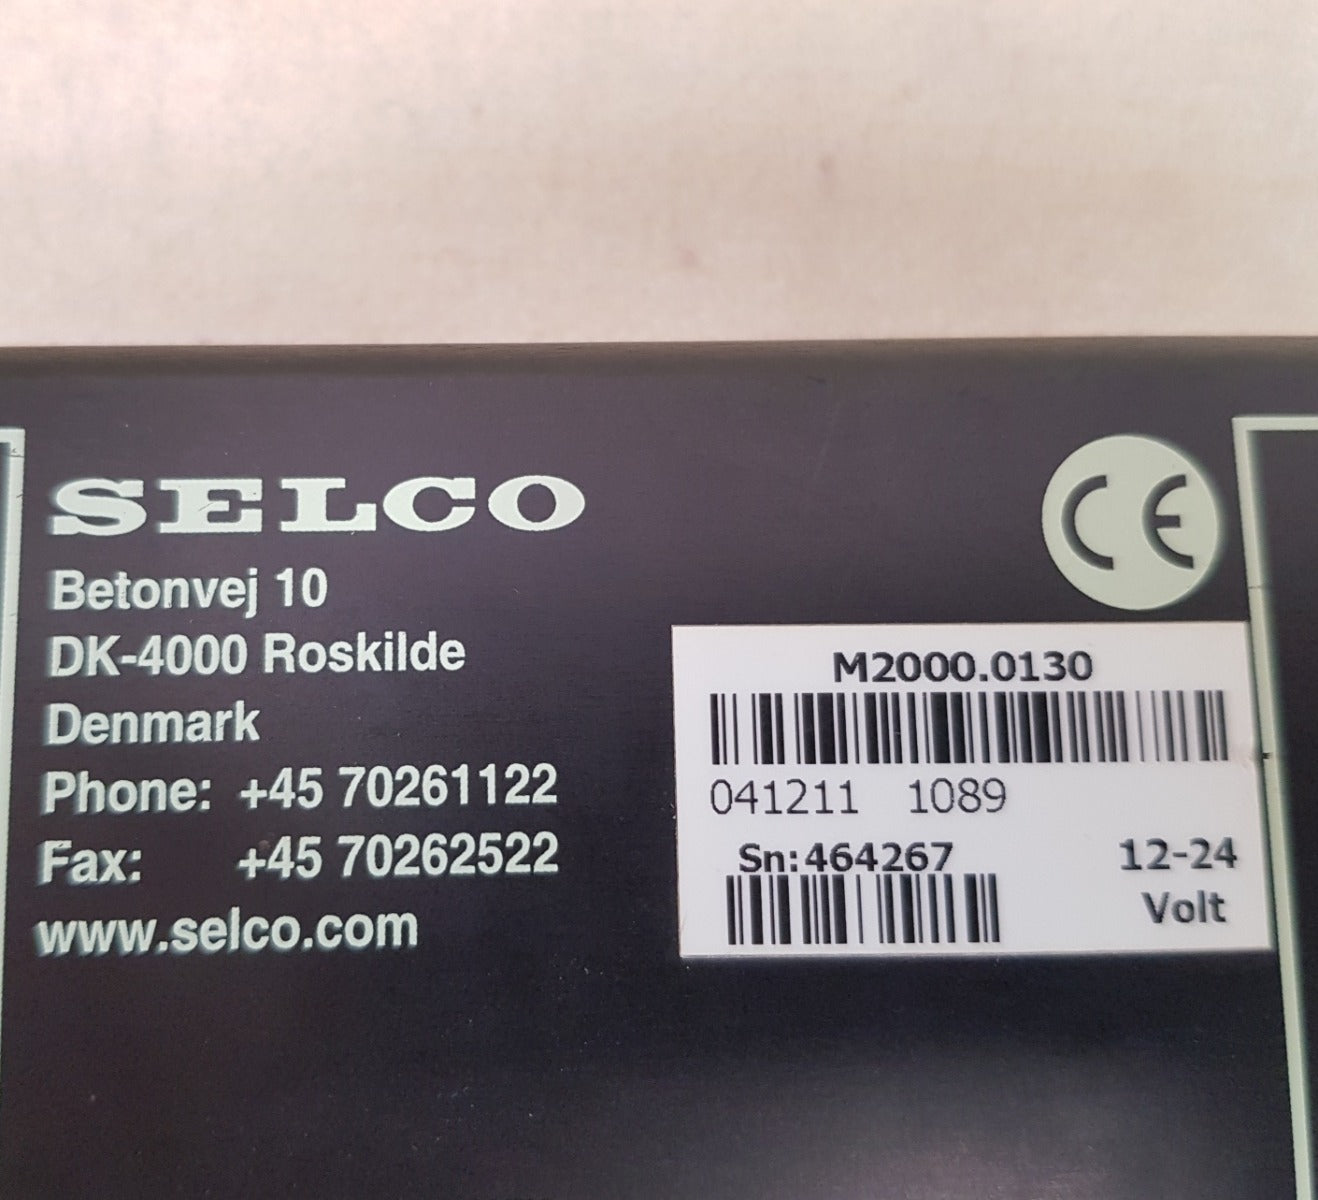 SELCO
Betonvej 10
DK-4000 Roskilde
Denmark
Phone: +45 70261122
Fax: +45 70262522
www.selco.com
CE
M2000.0130
041211 1089
Sn:464267
12-24
Volt